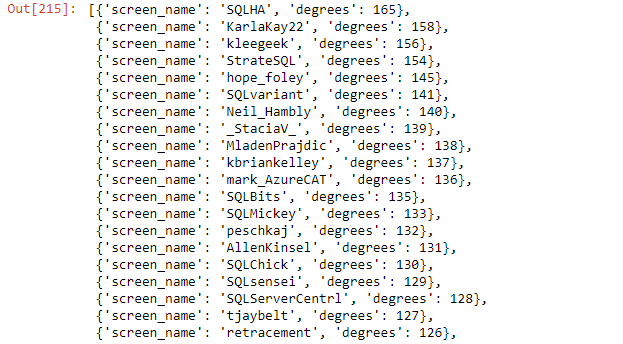 Out[215]: [{'screen_name': 'SQLHA', 'degrees': 165},
{'screen_name': 'KarlaKay22', 'degrees': 158},
{'screen_name': 'kleegeek', 'degrees': 156},
{'screen_name': 'StrateSQL', 'degrees': 154},
{'screen_name': 'hope_foley', 'degrees': 145},
{'screen_name': 'SQLvariant', 'degrees': 141},
{'screen_name': 'Neil_Hambly', 'degrees': 140},
{'screen_name': '_StaciaV_', 'degrees': 139},
{'screen_name': 'MladenPrajdic', 'degrees': 138},
{'screen_name': 'kbriankelley', 'degrees': 137},
{'screen_name': 'mark_AzureCAT', 'degrees': 136},
{'screen_name': 'SQLBits', 'degrees': 135},
{'screen_name': 'SQLMickey', 'degrees': 133},
{'screen_name': 'peschkaj', 'degrees': 132},
{'screen_name': 'AllenKinsel', 'degrees': 131},
{'screen_name': 'SQLChick', 'degrees': 130},
{'screen_name': 'SQLsensei', 'degrees': 129},
{'screen_name': 'SQLServerCentrl', 'degrees': 128},
{'screen_name': 'tjaybelt', 'degrees': 127},
{'screen_name': 'retracement', 'degrees': 126},